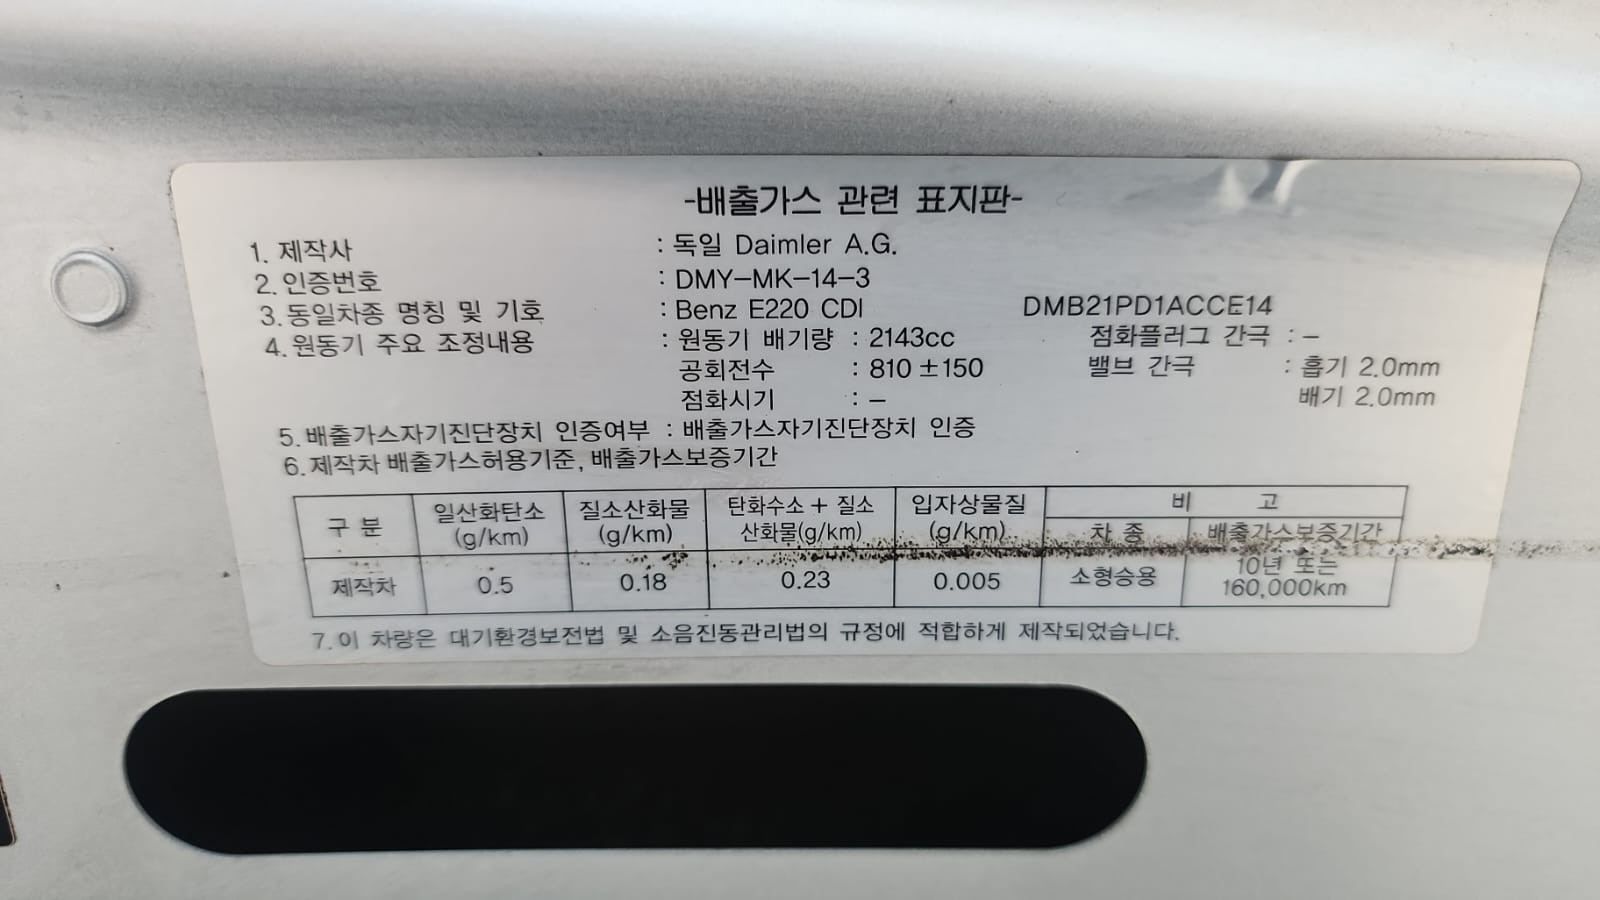 -배출가스 관련 표지판-
1. 제작사 : 독일 Daimler A.G.
2. 인증번호 : DMY-MK-14-3
3. 동일차종 명칭 및 기호 : Benz E220 CDI DMB21PD1ACCE14
4. 원동기 주요 조정내용 : 원동기 배기량 : 2143cc 점화플러그 간극 : -
공회전수 : 810 ±150 밸브 간극 : 흡기 2.0mm
점화시기 : - 배기 2.0mm
5. 배출가스자기진단장치 인증여부 : 배출가스자기진단장치 인증
6. 제작차 배출가스허용기준, 배출가스보증기간
구 분 일산화탄소 (g/km) 질소산화물 (g/km) 탄화수소 + 질소 산화물(g/km) 입자상물질 (g/km) 비 고
차 종 배출가스보증기간
제작차 0.5 0.18 0.23 0.005 소형승용 10년 또는 160,000km
7. 이 차량은 대기환경보전법 및 소음진동관리법의 규정에 적합하게 제작되었습니다.